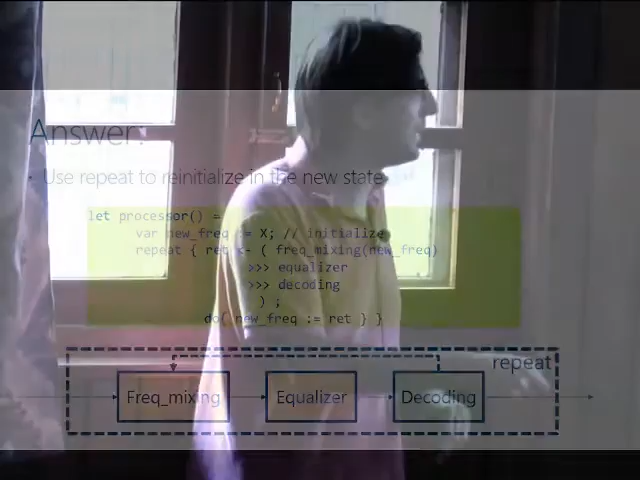 Answer:
• Use repeat to reinitialize in the new state
let processor() =
var new_freq := X; // initialize
repeat { ret <- ( freq_mixing(new_freq)
>>> equalizer
>>> decoding
) ;
do{ new_freq := ret } }
repeat
Freq_mixing
Equalizer
Decoding